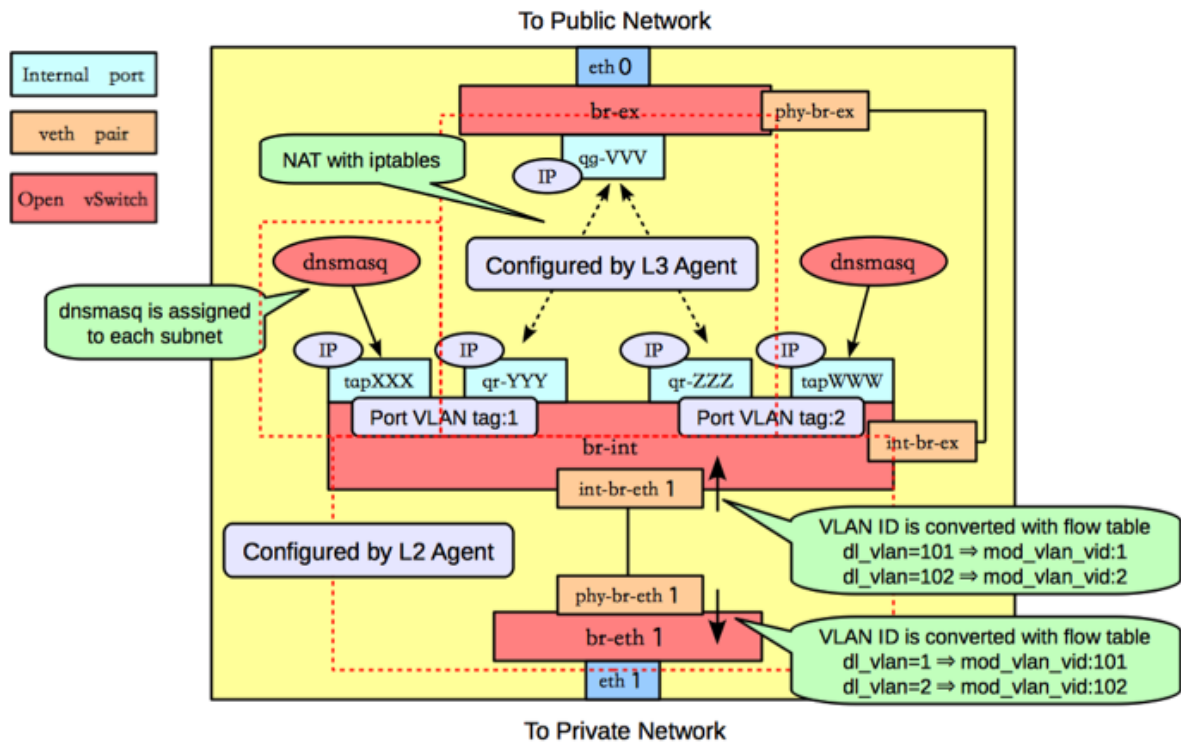 To Public Network
Internal port
veth pair
Open vSwitch
eth 0
br-ex
phy-br-ex
NAT with iptables
qg-VVV
IP
dnsmasq
Configured by L3 Agent
dnsmasq
dnsmasq is assigned
to each subnet
IP
IP
IP
IP
tapXXX
qr-YYY
qr-ZZZ
tapWWW
Port VLAN tag:1
Port VLAN tag:2
br-int
int-br-ex
int-br-eth 1
Configured by L2 Agent
VLAN ID is converted with flow table
dl_vlan=101 ⇒ mod_vlan_vid:1
dl_vlan=102 ⇒ mod_vlan_vid:2
phy-br-eth 1
br-eth 1
VLAN ID is converted with flow table
dl_vlan=1 ⇒ mod_vlan_vid:101
dl_vlan=2 ⇒ mod_vlan_vid:102
eth 1
To Private Network